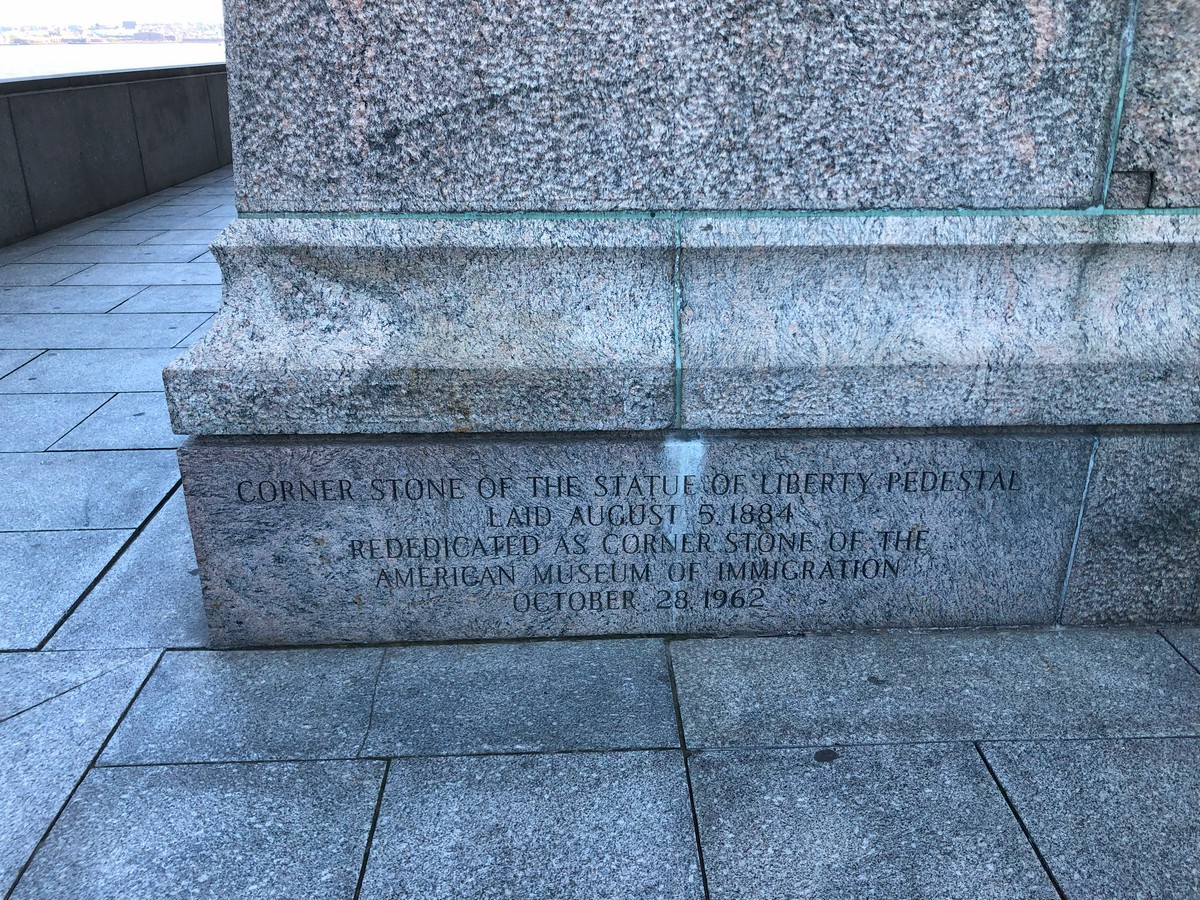 CORNER STONE OF THE STATUE OF LIBERTY PEDESTAL
LAID AUGUST 5, 1884
REDEDICATED AS CORNER STONE OF THE
AMERICAN MUSEUM OF IMMIGRATION
OCTOBER 28, 1962